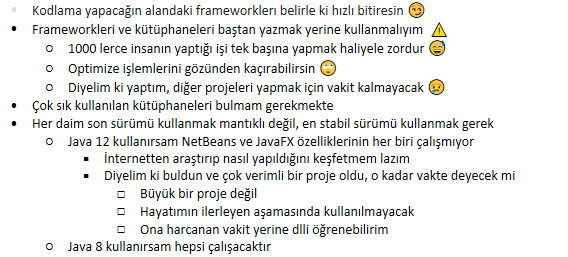 Kodlama yapacağın alandaki frameworkleri belirle ki hızlı bitiresin 😏
Frameworkleri ve kütüphaneleri baştan yazmak yerine kullanmalıyım ⚠
1000 lerce insanın yaptığı işi tek başına yapmak haliyele zordur 😅
Optimize işlemlerini gözünden kaçırabilirsin 🙄
Diyelim ki yaptım, diğer projeleri yapmak için vakit kalmayacak 😥
Çok sık kullanılan kütüphaneleri bulmam gerekmekte
Her daim son sürümü kullanmak mantıklı değil, en stabil sürümü kullanmak gerek
Java 12 kullanırsam NetBeans ve JavaFX özelliklerinin her biri çalışmıyor
İnternetten araştırıp nasıl yapıldığını keşfetmem lazım
Diyelim ki buldun ve çok verimli bir proje oldu, o kadar vakte deyecek mi
Büyük bir proje değil
Hayatımın ilerleyen aşamasında kullanılmayacak
Ona harcanan vakit yerine dlli öğrenebilirim
Java 8 kullanırsam hepsi çalışacaktır